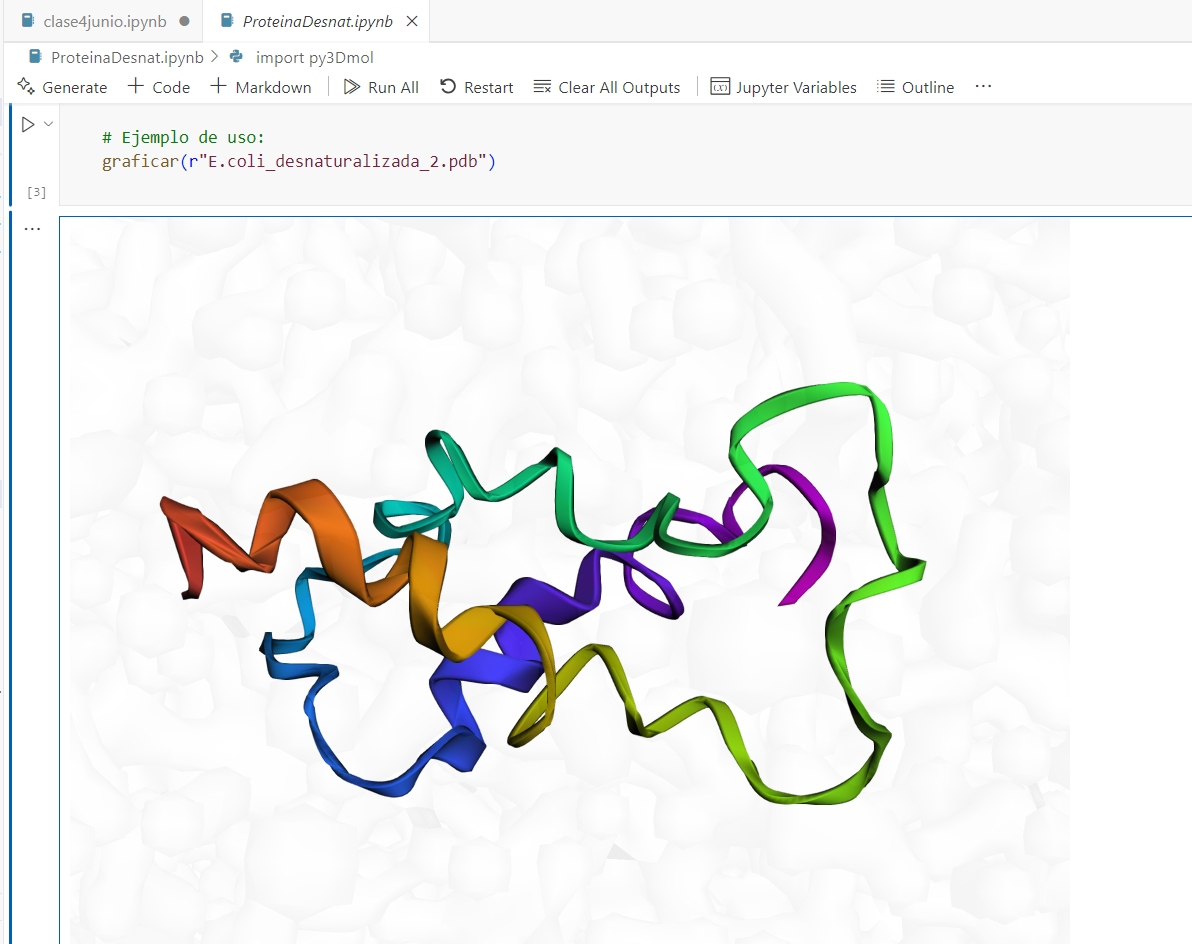 clase4junio.ipynb ProteinaDesnat.ipynb
ProteinaDesnat.ipynb import py3Dmol
Generate Code Markdown Run All Restart Clear All Outputs Jupyter Variables Outline ...
# Ejemplo de uso:
graficar(r"E.coli_desnaturalizada_2.pdb")
[3]
...